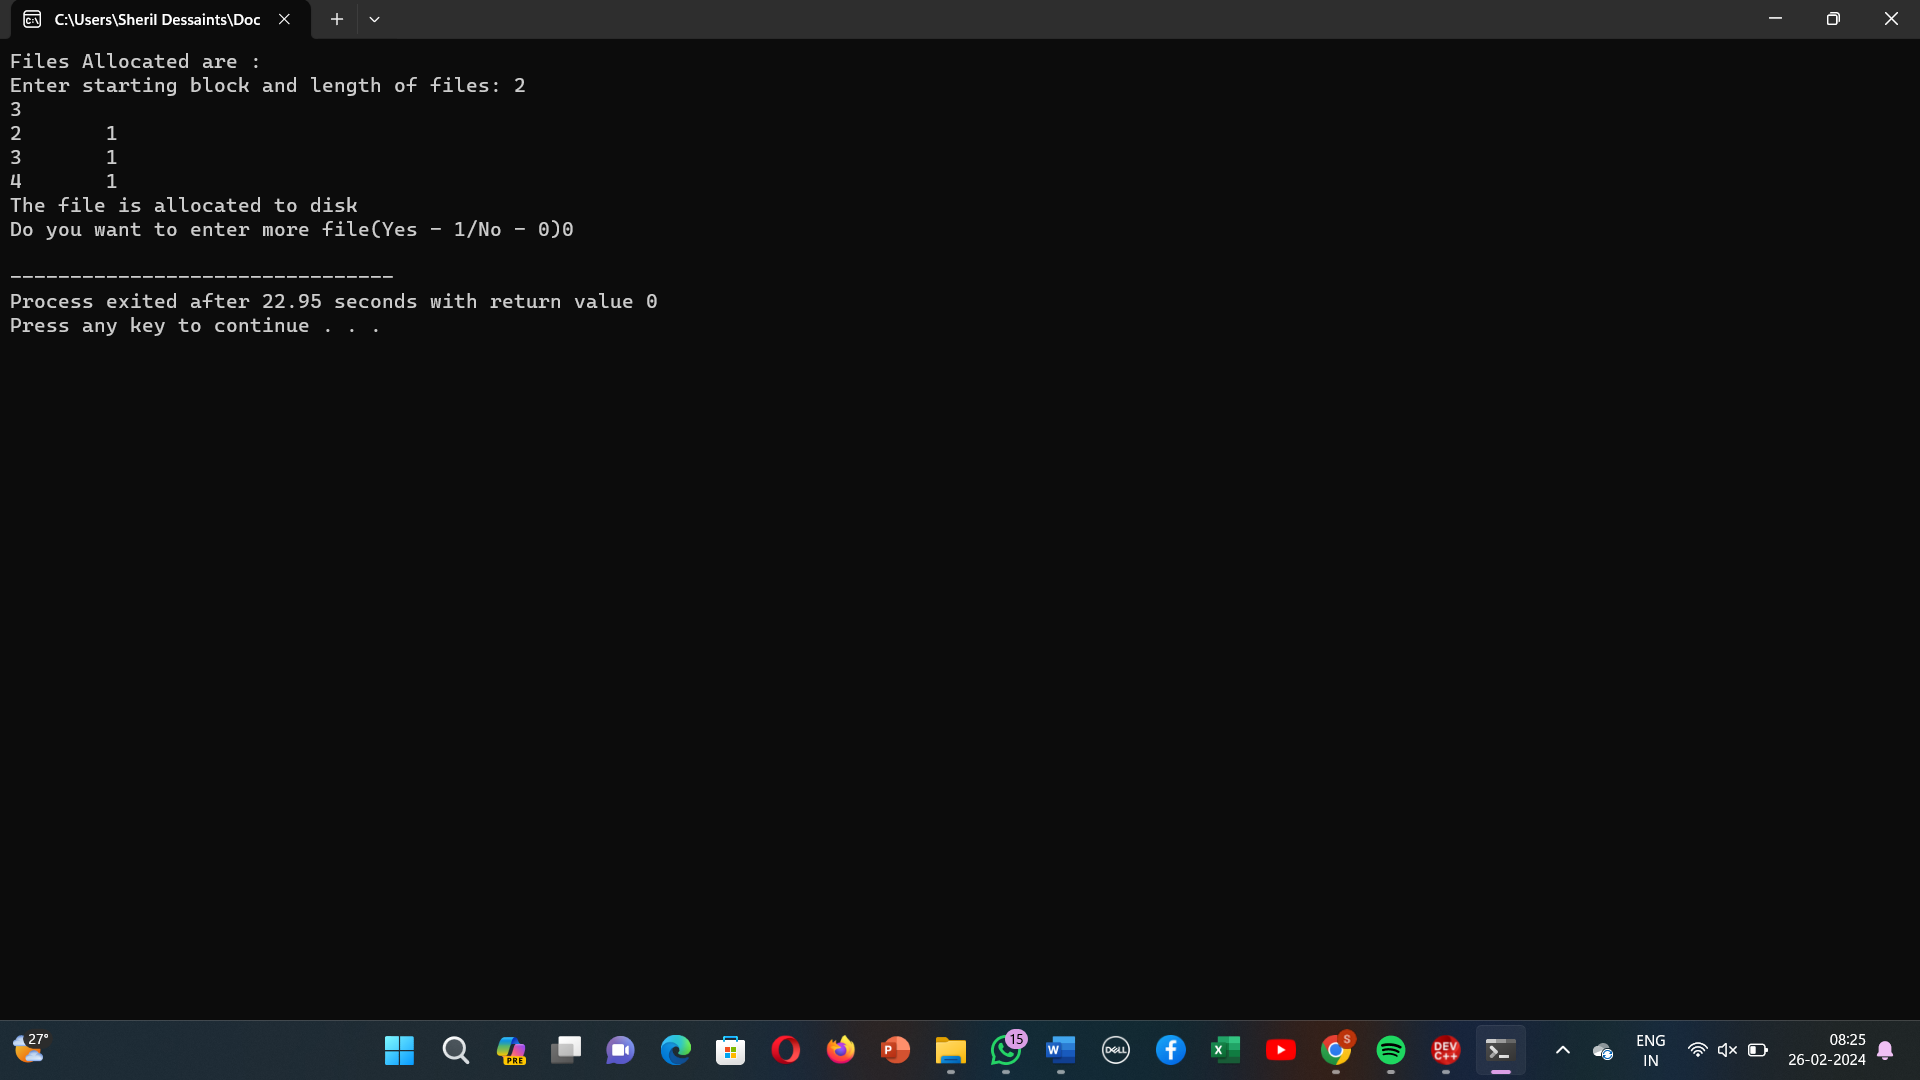 C:\Users\Sheril Dessaints\Doc
Files Allocated are :
Enter starting block and length of files: 2
3
2 1
3 1
4 1
The file is allocated to disk
Do you want to enter more file(Yes - 1/No - 0)0
--------------------------------
Process exited after 22.95 seconds with return value 0
Press any key to continue . . .
27°
PRE
P
15
W
DELL
X
S
DEV
C++
ENG
IN
08:25
26-02-2024